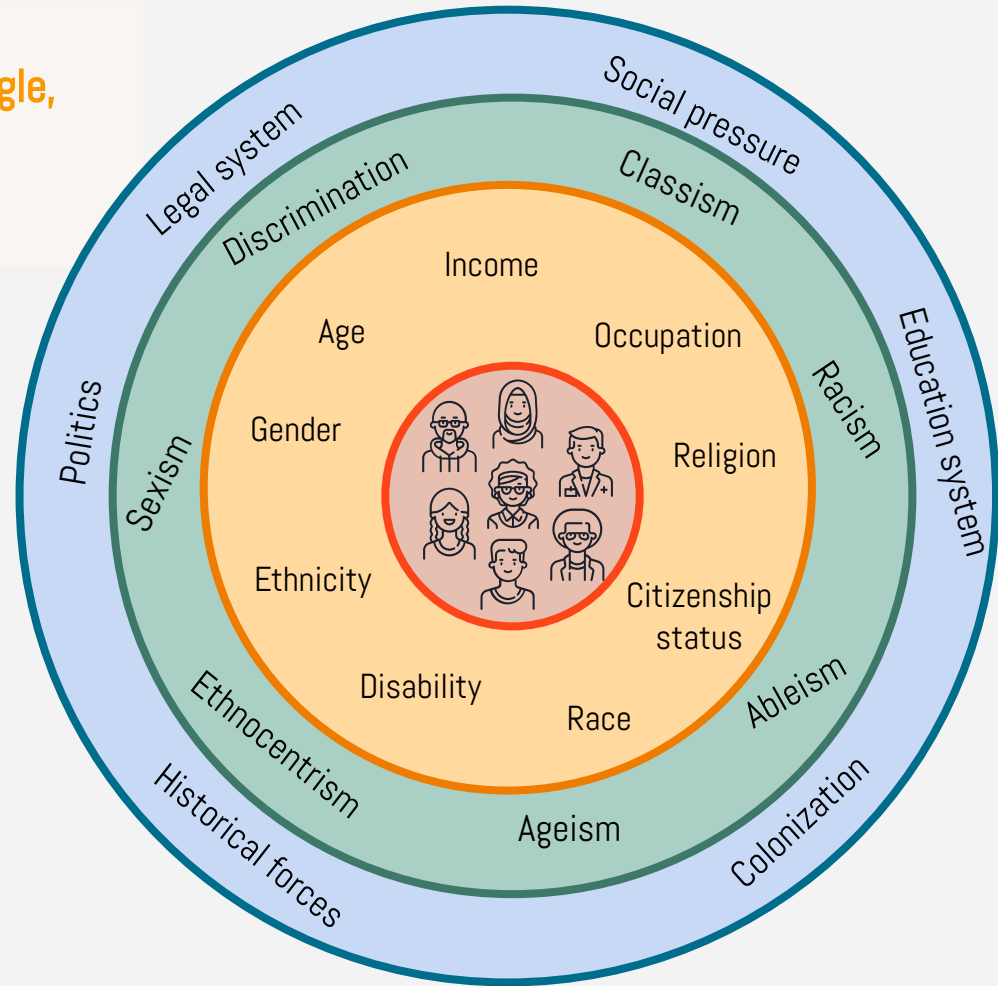 gle,
Social pressure
Legal system
Discrimination
Classism
Income
Age
Occupation
Education system
Racism
Politics
Gender
Sexism
Religion
Ethnicity
Citizenship
status
Disability
Race
Ableism
Ethnocentrism
Ageism
Historical forces
Colonization